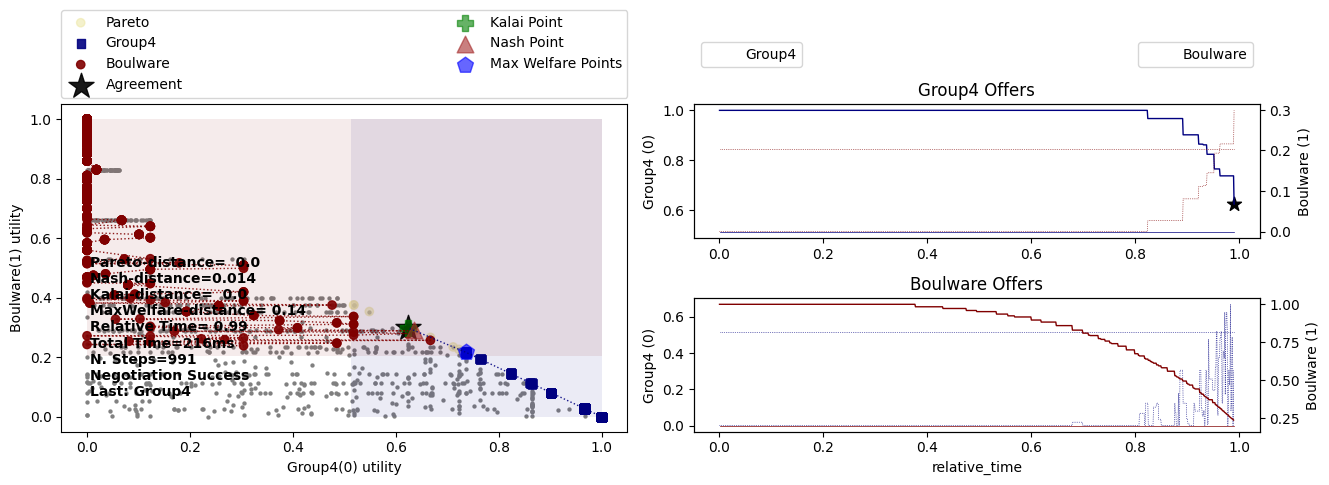 Pareto
Group4
Boulware
Agreement
Kalai Point
Nash Point
Max Welfare Points
1.0
0.8
0.6
0.4
0.2
0.0
Boulware(1) utility
Pareto-distance= 0.0
Nash-distance=0.014
Kalai-distance= 0.0
MaxWelfare-distance= 0.14
Relative Time= 0.99
Total Time=216ms
N. Steps=991
Negotiation Success
Last: Group4
0.0 0.2 0.4 0.6 0.8 1.0
Group4(0) utility
Group4
Boulware
Group4 Offers
1.0
0.8
0.6
Group4 (0)
0.3
0.2
0.1
0.0
Boulware (1)
0.0 0.2 0.4 0.6 0.8 1.0
Boulware Offers
0.6
0.4
0.2
0.0
Group4 (0)
1.00
0.75
0.50
0.25
Boulware (1)
0.0 0.2 0.4 0.6 0.8 1.0
relative_time